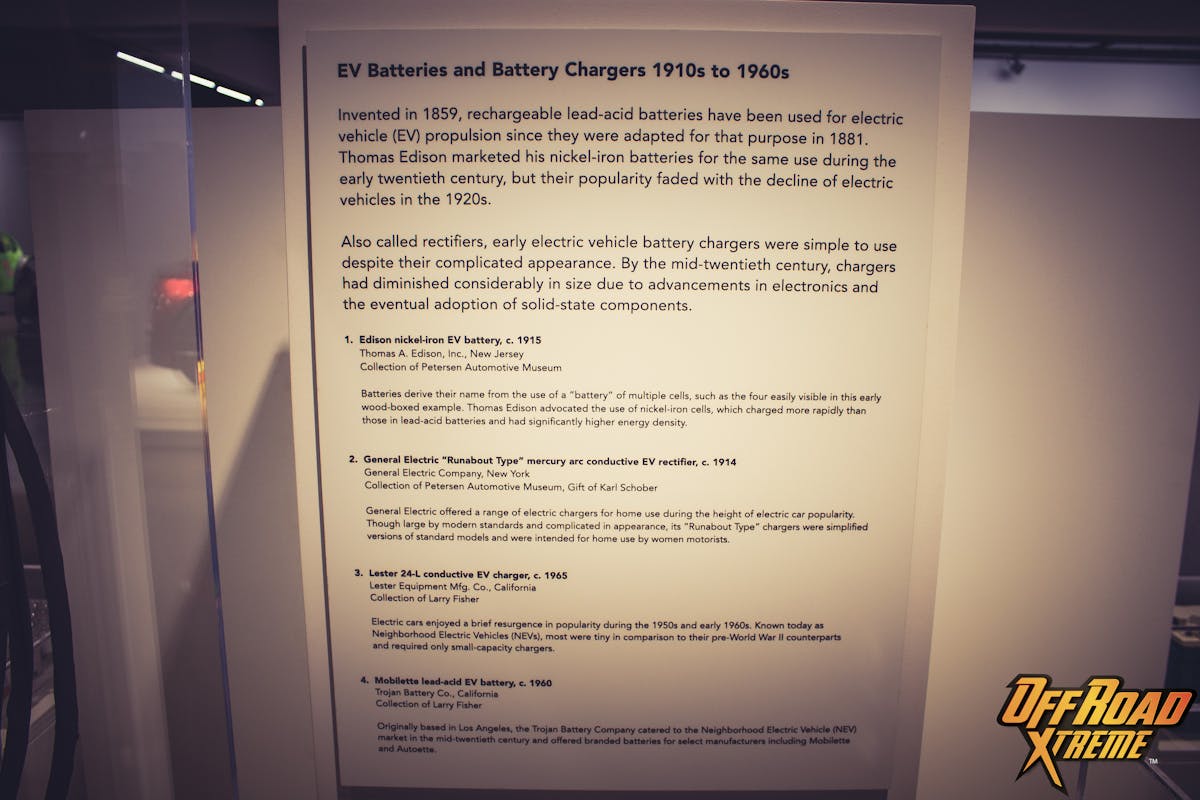 EV Batteries and Battery Chargers 1910s to 1960s
Invented in 1859, rechargeable lead-acid batteries have been used for electric
vehicle (EV) propulsion since they were adapted for that purpose in 1881.
Thomas Edison marketed his nickel-iron batteries for the same use during the
early twentieth century, but their popularity faded with the decline of electric
vehicles in the 1920s.
Also called rectifiers, early electric vehicle battery chargers were simple to use
despite their complicated appearance. By the mid-twentieth century, chargers
had diminished considerably in size due to advancements in electronics and
the eventual adoption of solid-state components.
1. Edison nickel-iron EV battery, c. 1915
Thomas A. Edison, Inc., New Jersey
Collection of Petersen Automotive Museum
Batteries derive their name from the use of a “battery” of multiple cells, such as the four easily visible in this early
wood-boxed example. Thomas Edison advocated the use of nickel-iron cells, which charged more rapidly than
those in lead-acid batteries and had significantly higher energy density.
2. General Electric “Runabout Type” mercury arc conductive EV rectifier, c. 1914
General Electric Company, New York
Collection of Petersen Automotive Museum, Gift of Karl Schober
General Electric offered a range of electric chargers for home use during the height of electric car popularity.
Though large by modern standards and complicated in appearance, its “Runabout Type” chargers were simplified
versions of standard models and were intended for home use by women motorists.
3. Lester 24-L conductive EV charger, c. 1965
Lester Equipment Mfg. Co., California
Collection of Larry Fisher
Electric cars enjoyed a brief resurgence in popularity during the 1950s and early 1960s. Known today as
Neighborhood Electric Vehicles (NEVs), most were tiny in comparison to their pre-World War II counterparts
and required only small-capacity chargers.
4. Mobilette lead-acid EV battery, c. 1960
Trojan Battery Co., California
Collection of Larry Fisher
Originally based in Los Angeles, the Trojan Battery Company catered to the Neighborhood Electric Vehicle (NEV)
market in the mid-twentieth century and offered branded batteries for select manufacturers including Mobilette
and Autoette.
OFFROAD
XTREME
TM